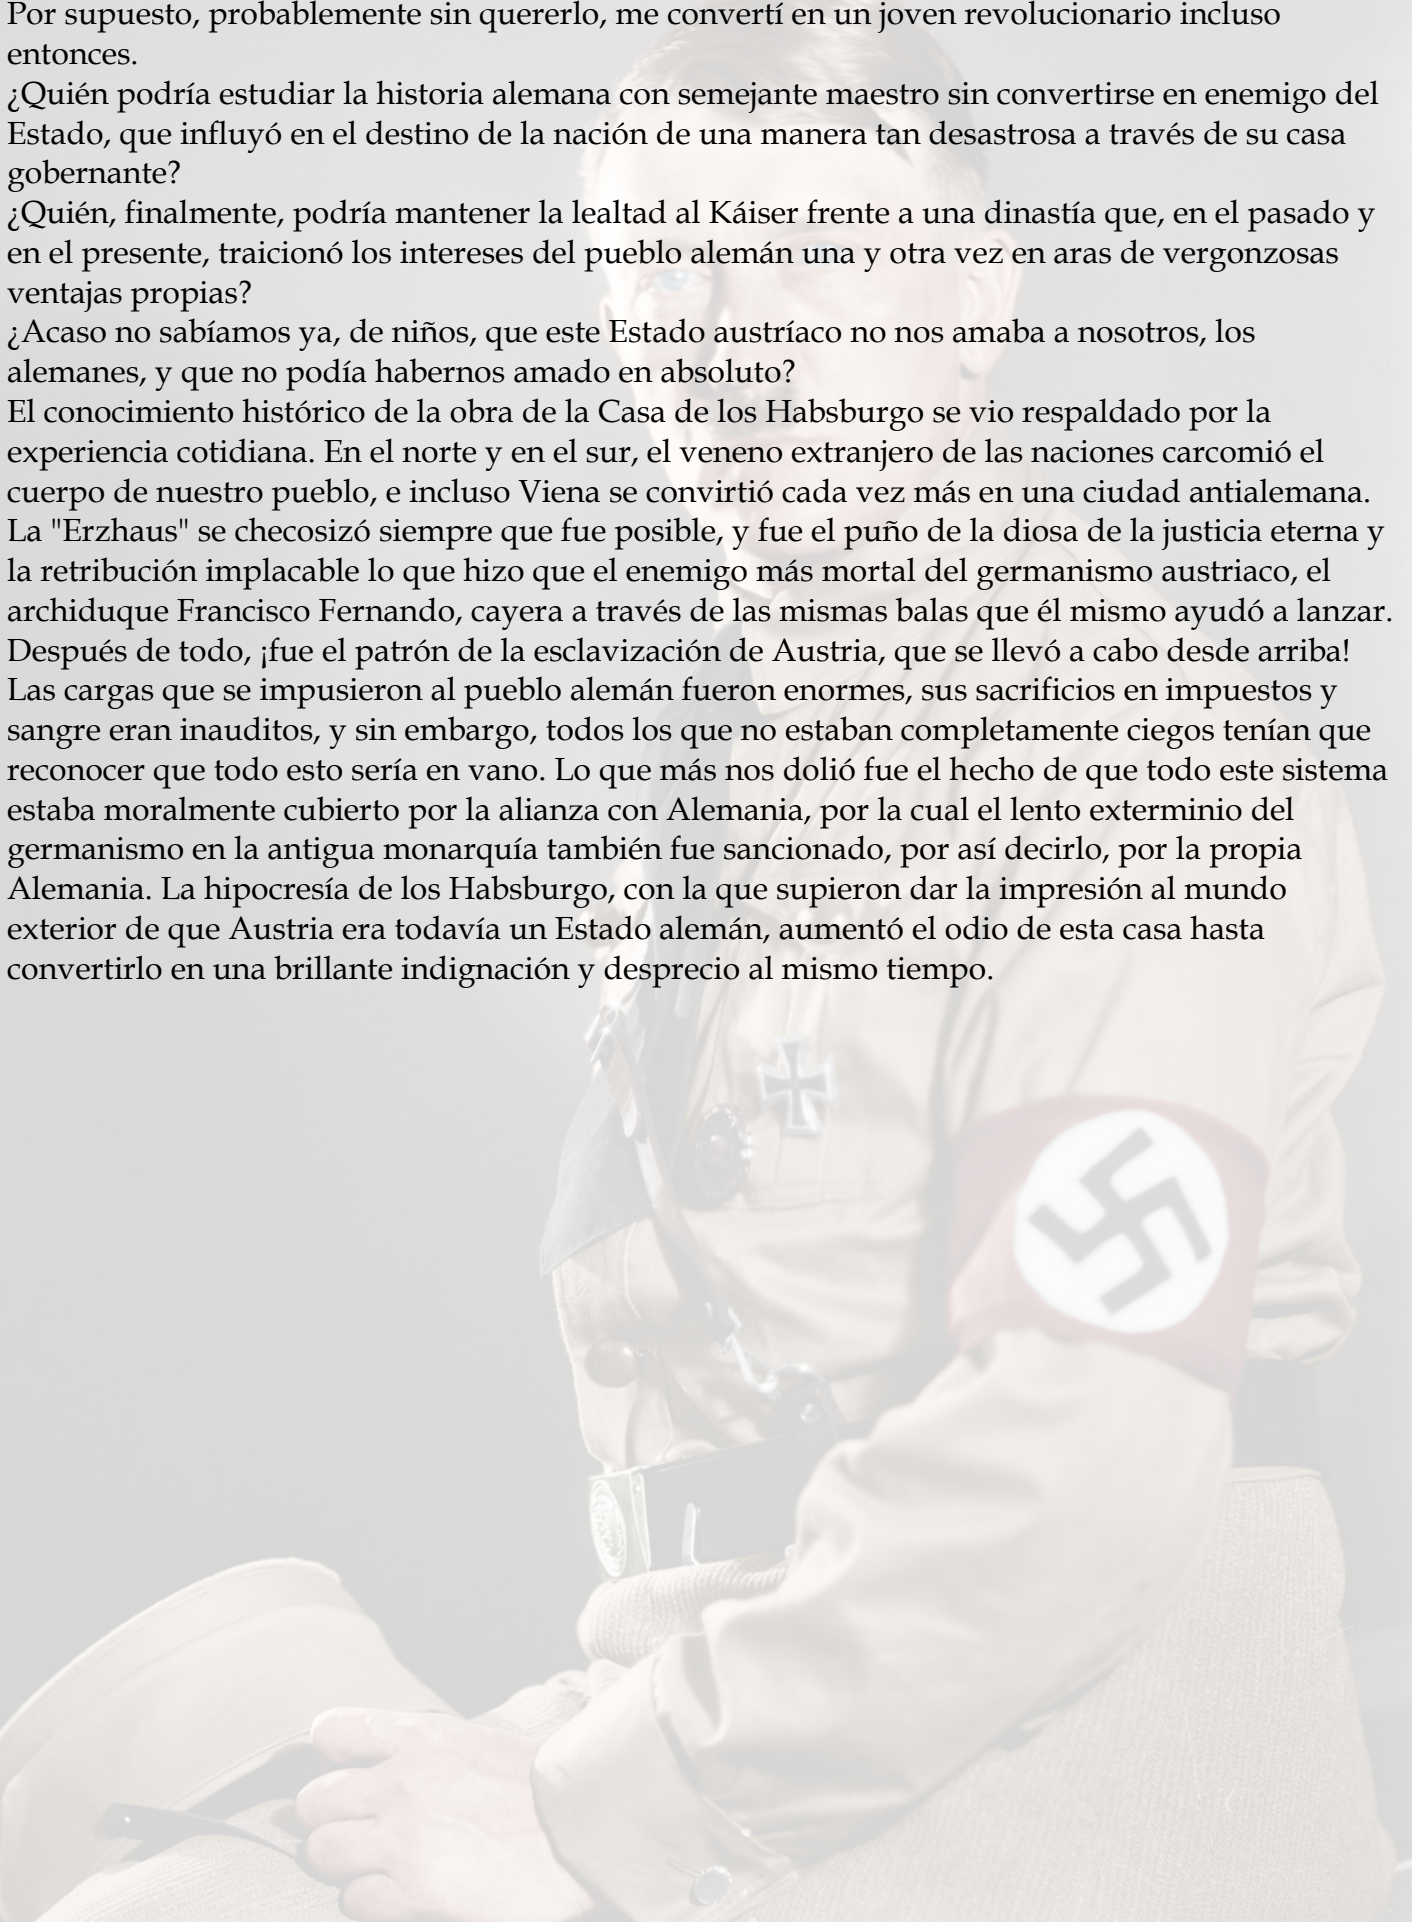 Por supuesto, probablemente sin quererlo, me convertí en un joven revolucionario incluso
entonces.
¿Quién podría estudiar la historia alemana con semejante maestro sin convertirse en enemigo del
Estado, que influyó en el destino de la nación de una manera tan desastrosa a través de su casa
gobernante?
¿Quién, finalmente, podría mantener la lealtad al Káiser frente a una dinastía que, en el pasado y
en el presente, traicionó los intereses del pueblo alemán una y otra vez en aras de vergonzosas
ventajas propias?
¿Acaso no sabíamos ya, de niños, que este Estado austríaco no nos amaba a nosotros, los
alemanes, y que no podía habernos amado en absoluto?
El conocimiento histórico de la obra de la Casa de los Habsburgo se vio respaldado por la
experiencia cotidiana. En el norte y en el sur, el veneno extranjero de las naciones carcomió el
cuerpo de nuestro pueblo, e incluso Viena se convirtió cada vez más en una ciudad antialemana.
La "Erzhaus" se checosizó siempre que fue posible, y fue el puño de la diosa de la justicia eterna y
la retribución implacable lo que hizo que el enemigo más mortal del germanismo austriaco, el
archiduque Francisco Fernando, cayera a través de las mismas balas que él mismo ayudó a lanzar.
Después de todo, ¡fue el patrón de la esclavización de Austria, que se llevó a cabo desde arriba!
Las cargas que se impusieron al pueblo alemán fueron enormes, sus sacrificios en impuestos y
sangre eran inauditos, y sin embargo, todos los que no estaban completamente ciegos tenían que
reconocer que todo esto sería en vano. Lo que más nos dolió fue el hecho de que todo este sistema
estaba moralmente cubierto por la alianza con Alemania, por la cual el lento exterminio del
germanismo en la antigua monarquía también fue sancionado, por así decirlo, por la propia
Alemania. La hipocresía de los Habsburgo, con la que supieron dar la impresión al mundo
exterior de que Austria era todavía un Estado alemán, aumentó el odio de esta casa hasta
convertirlo en una brillante indignación y desprecio al mismo tiempo.